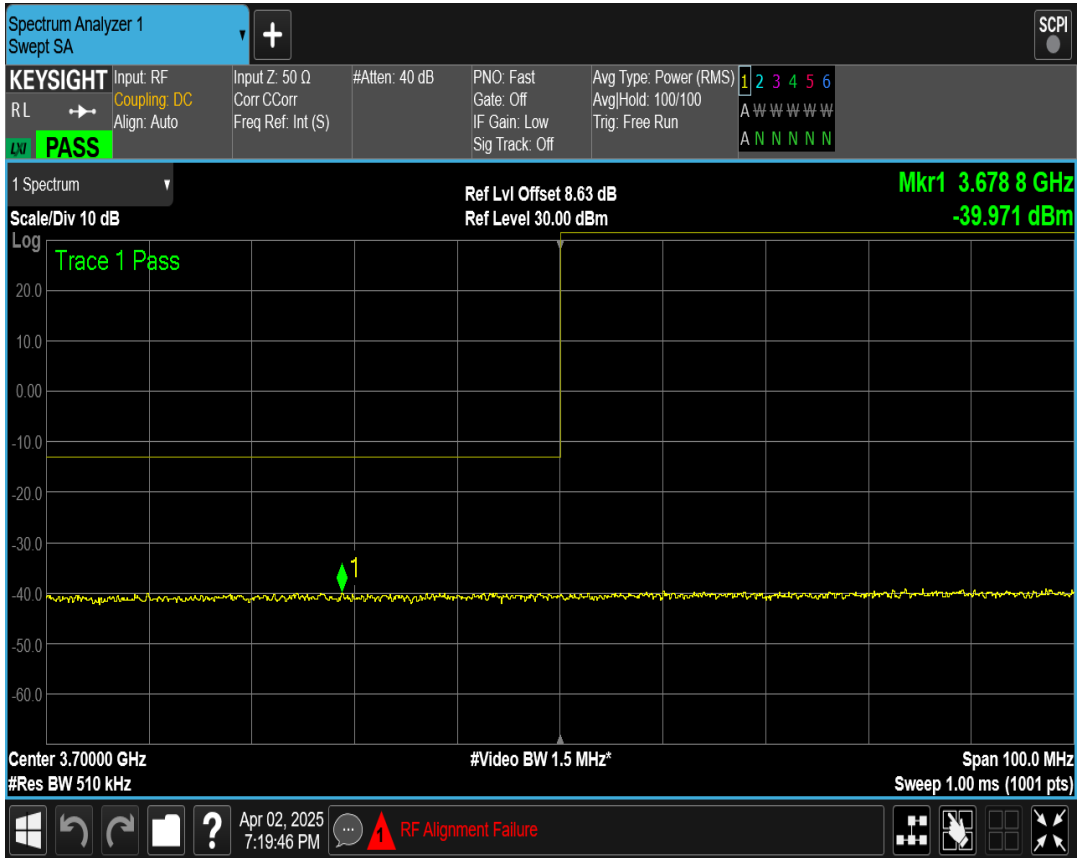 Spectrum Analyzer 1
Swept SA
SCPI
KEYSIGHT
RL
LXI PASS
Input: RF
Coupling: DC
Align: Auto
Input Z: 50 Ω
Corr CCorr
Freq Ref: Int (S)
#Atten: 40 dB
PNO: Fast
Gate: Off
IF Gain: Low
Sig Track: Off
Avg Type: Power (RMS)
Avg|Hold: 100/100
Trig: Free Run
1 2 3 4 5 6
A W W W W W
A N N N N N
1 Spectrum
Scale/Div 10 dB
Ref Lvl Offset 8.63 dB
Ref Level 30.00 dBm
Mkr1 3.678 8 GHz
-39.971 dBm
Log
Trace 1 Pass
20.0
10.0
0.00
-10.0
-20.0
-30.0
1
-40.0
-50.0
-60.0
Center 3.70000 GHz
#Res BW 510 kHz
#Video BW 1.5 MHz*
Span 100.0 MHz
Sweep 1.00 ms (1001 pts)
?
Apr 02, 2025
7:19:46 PM
1
RF Alignment Failure